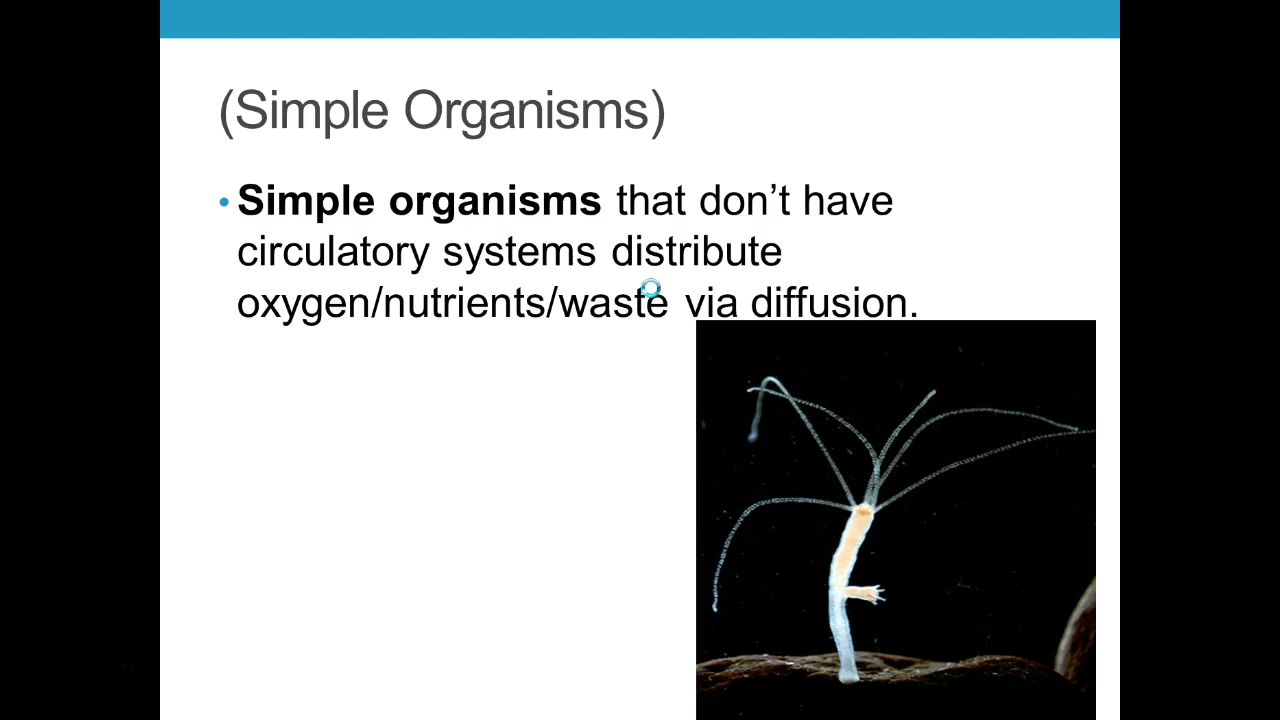 (Simple Organisms)
• Simple organisms that don’t have
circulatory systems distribute
oxygen/nutrients/waste via diffusion.